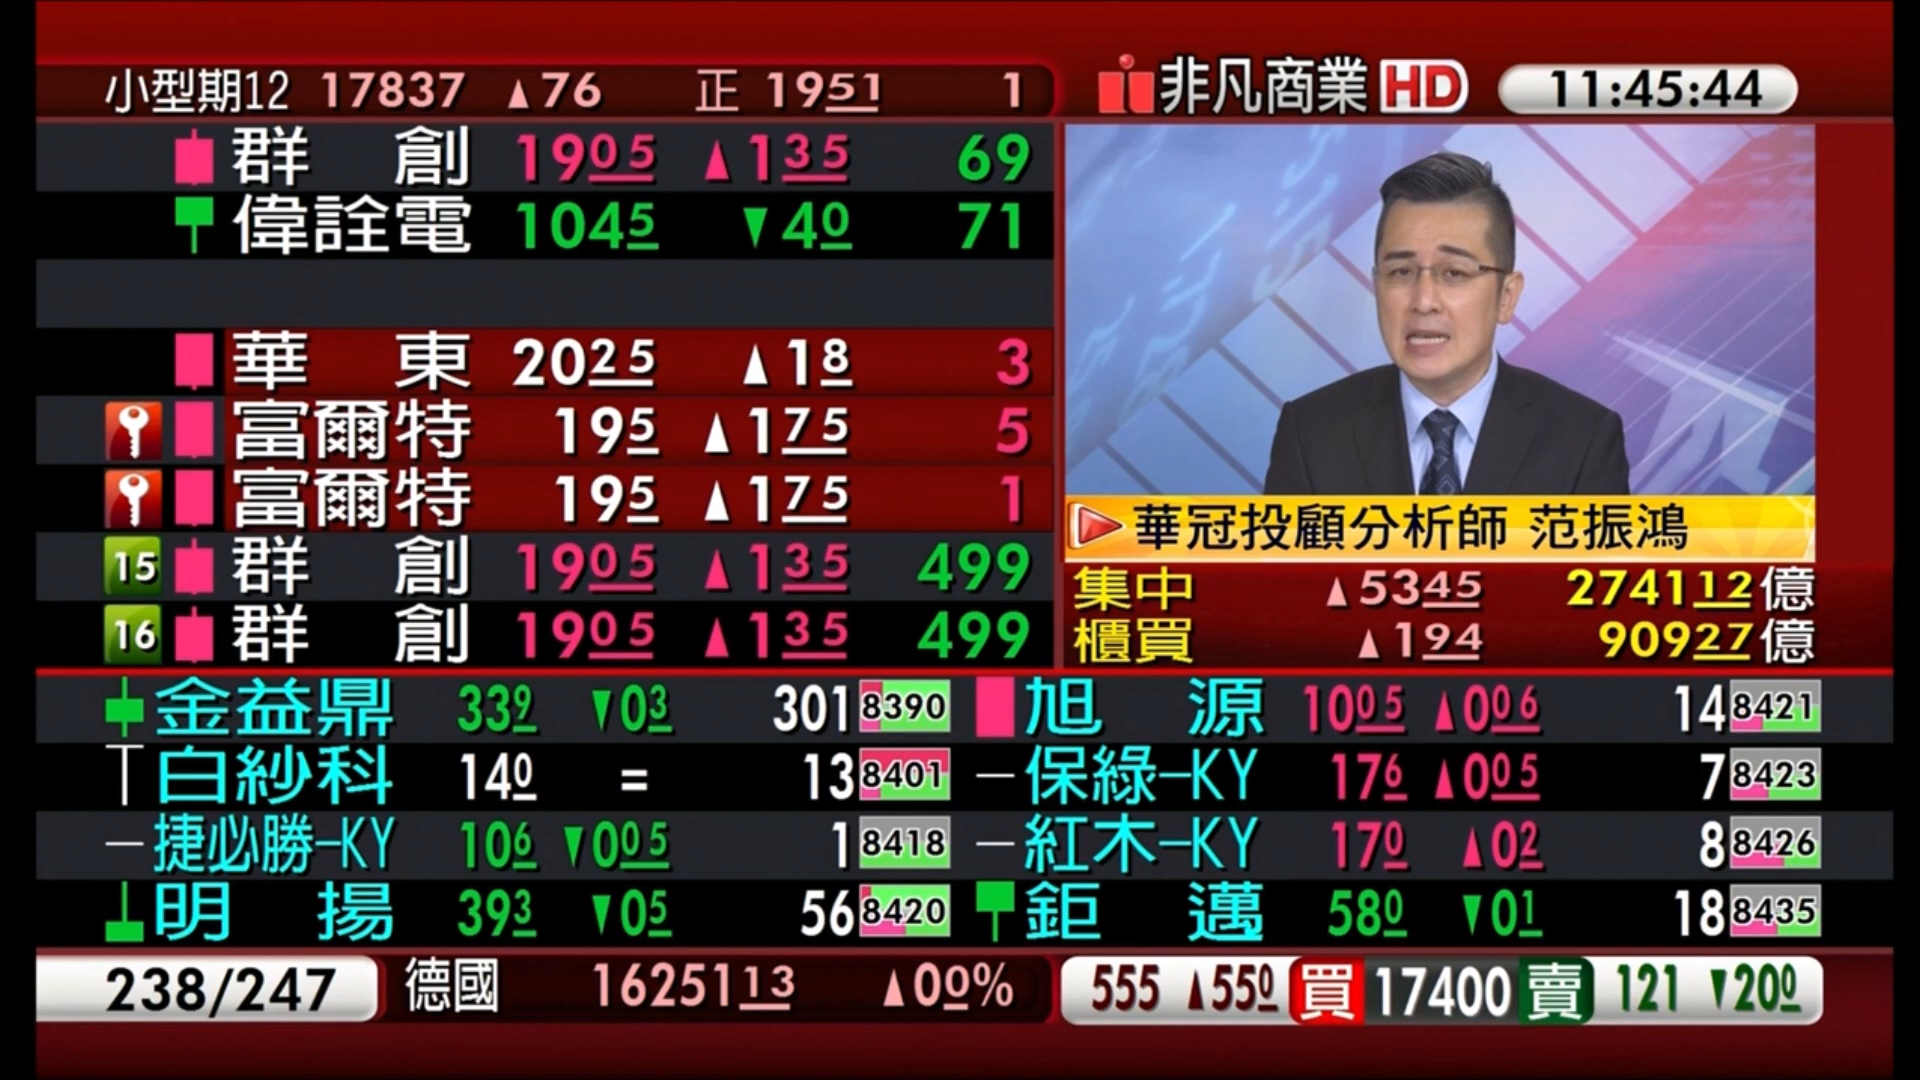 小型期12 17837 ▲76 正 1951 1
非凡商業HD 11:45:44
群創 1905 ▲135 69
偉詮電 1045 ▼40 71
華東 2025 ▲18 3
富爾特 195 ▲175 5
富爾特 195 ▲175 1
15 群創 1905 ▲135 499
16 群創 1905 ▲135 499
華冠投顧分析師 范振鴻
集中 ▲5345 274112億
櫃買 ▲194 90927億
金益鼎 339 ▼03 301 8390
旭源 1005 ▲006 14 8421
白紗科 140 = 13 8401
保綠-KY 176 ▲005 7 8423
捷必勝-KY 106 ▼005 1 8418
紅木-KY 170 ▲02 8 8426
明揚 393 ▼05 56 8420
鉅邁 580 ▼01 18 8435
238/247 德國 1625113 ▲00%
555 ▲550 買 17400 賣 121 ▼200